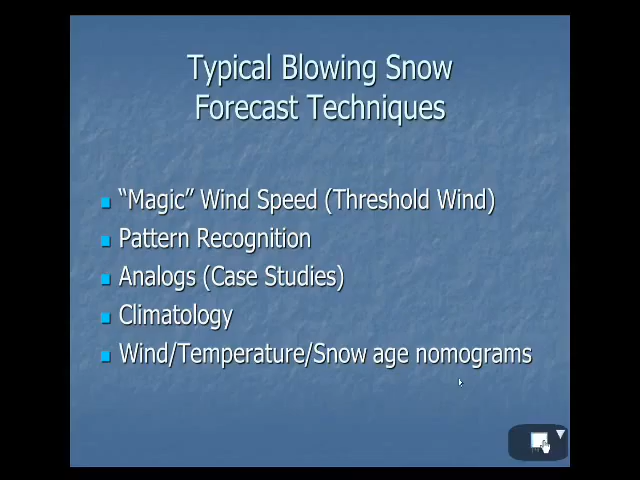 Typical Blowing Snow
Forecast Techniques
“Magic” Wind Speed (Threshold Wind)
Pattern Recognition
Analogs (Case Studies)
Climatology
Wind/Temperature/Snow age nomograms